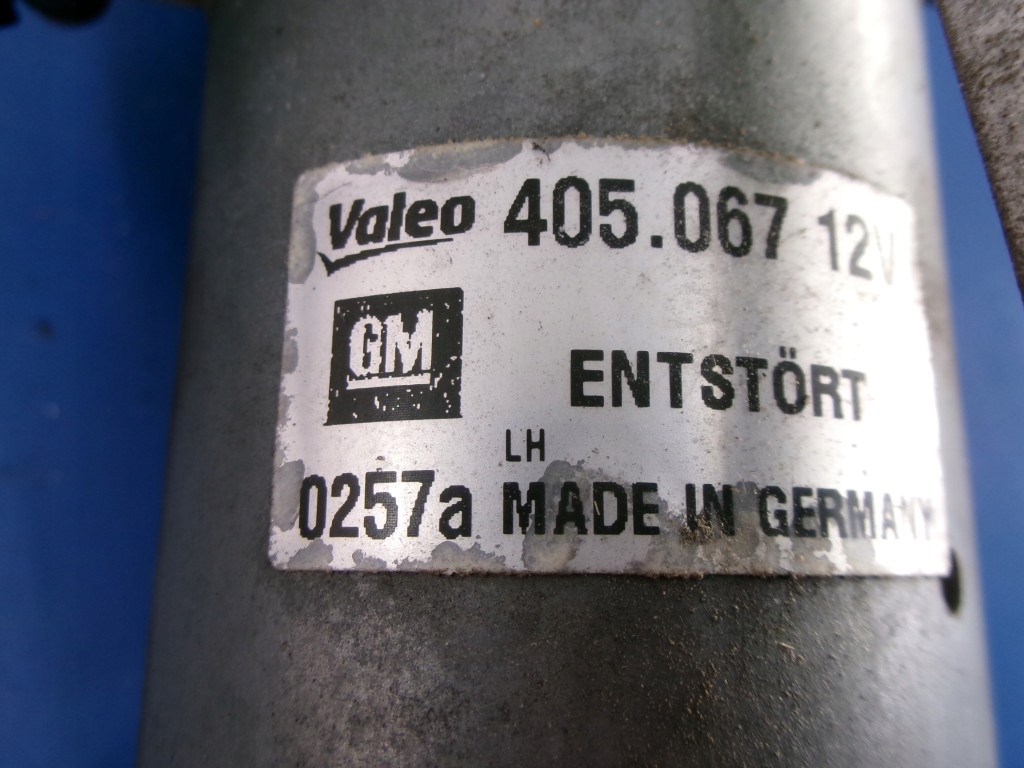 Valeo 405.067 12V
GM
ENTSTÖRT
LH
0257a MADE IN GERMANY